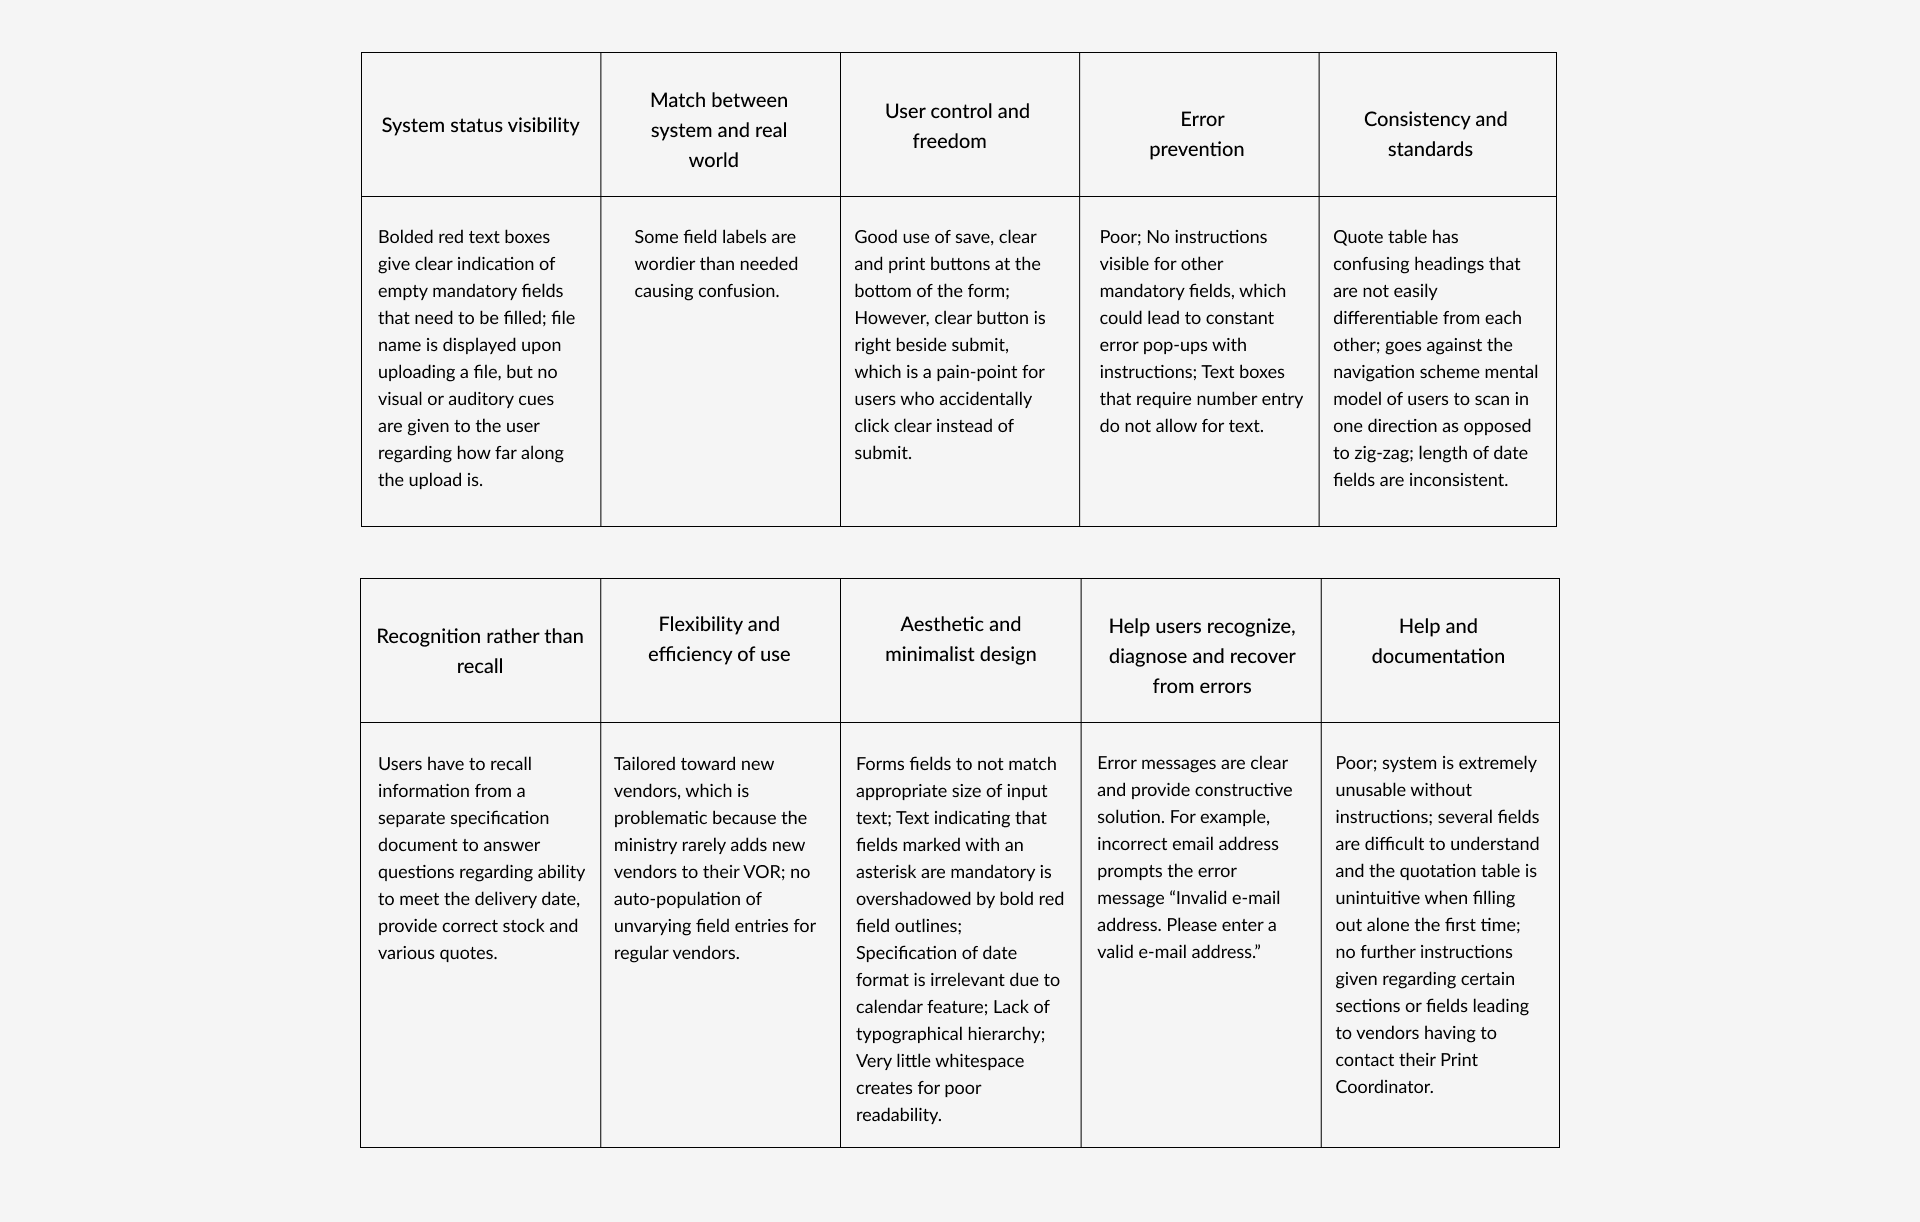 System status visibility
Match between
system and real
world
User control and
freedom
Error
prevention
Consistency and
standards
Bolded red text boxes
give clear indication of
empty mandatory fields
that need to be filled; file
name is displayed upon
uploading a file, but no
visual or auditory cues
are given to the user
regarding how far along
the upload is.
Some field labels are
wordier than needed
causing confusion.
Good use of save, clear
and print buttons at the
bottom of the form;
However, clear button is
right beside submit,
which is a pain-point for
users who accidentally
click clear instead of
submit.
Poor; No instructions
visible for other
mandatory fields, which
could lead to constant
error pop-ups with
instructions; Text boxes
that require number entry
do not allow for text.
Quote table has
confusing headings that
are not easily
differentiable from each
other; goes against the
navigation scheme mental
model of users to scan in
one direction as opposed
to zig-zag; length of date
fields are inconsistent.
Recognition rather than
recall
Flexibility and
efficiency of use
Aesthetic and
minimalist design
Help users recognize,
diagnose and recover
from errors
Help and
documentation
Users have to recall
information from a
separate specification
document to answer
questions regarding ability
to meet the delivery date,
provide correct stock and
various quotes.
Tailored toward new
vendors, which is
problematic because the
ministry rarely adds new
vendors to their VOR; no
auto-population of
unvarying field entries for
regular vendors.
Forms fields to not match
appropriate size of input
text; Text indicating that
fields marked with an
asterisk are mandatory is
overshadowed by bold red
field outlines;
Specification of date
format is irrelevant due to
calendar feature; Lack of
typographical hierarchy;
Very little whitespace
creates for poor
readability.
Error messages are clear
and provide constructive
solution. For example,
incorrect email address
prompts the error
message “Invalid e-mail
address. Please enter a
valid e-mail address.”
Poor; system is extremely
unusable without
instructions; several fields
are difficult to understand
and the quotation table is
unintuitive when filling
out alone the first time;
no further instructions
given regarding certain
sections or fields leading
to vendors having to
contact their Print
Coordinator.